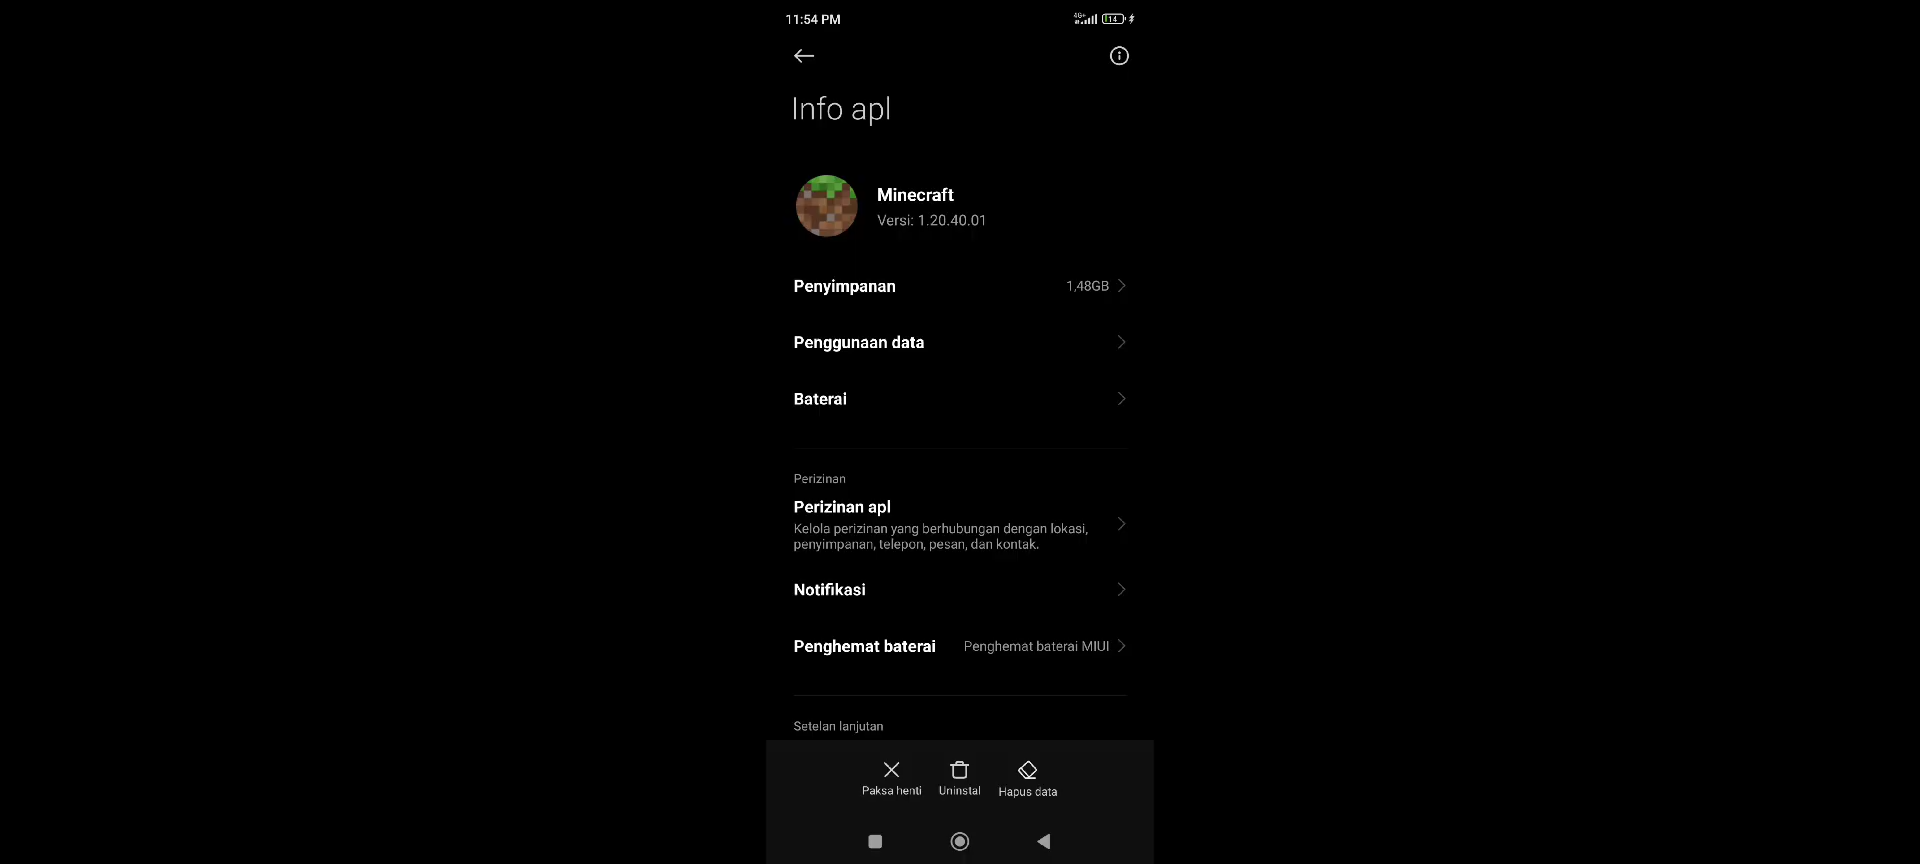 11:54 PM
4G+
14
Info apl
Minecraft
Versi: 1.20.40.01
Penyimpanan
1,48GB
Penggunaan data
Baterai
Perizinan
Perizinan apl
Kelola perizinan yang berhubungan dengan lokasi,
penyimpanan, telepon, pesan, dan kontak.
Notifikasi
Penghemat baterai
Penghemat baterai MIUI
Setelan lanjutan
Paksa henti
Uninstal
Hapus data